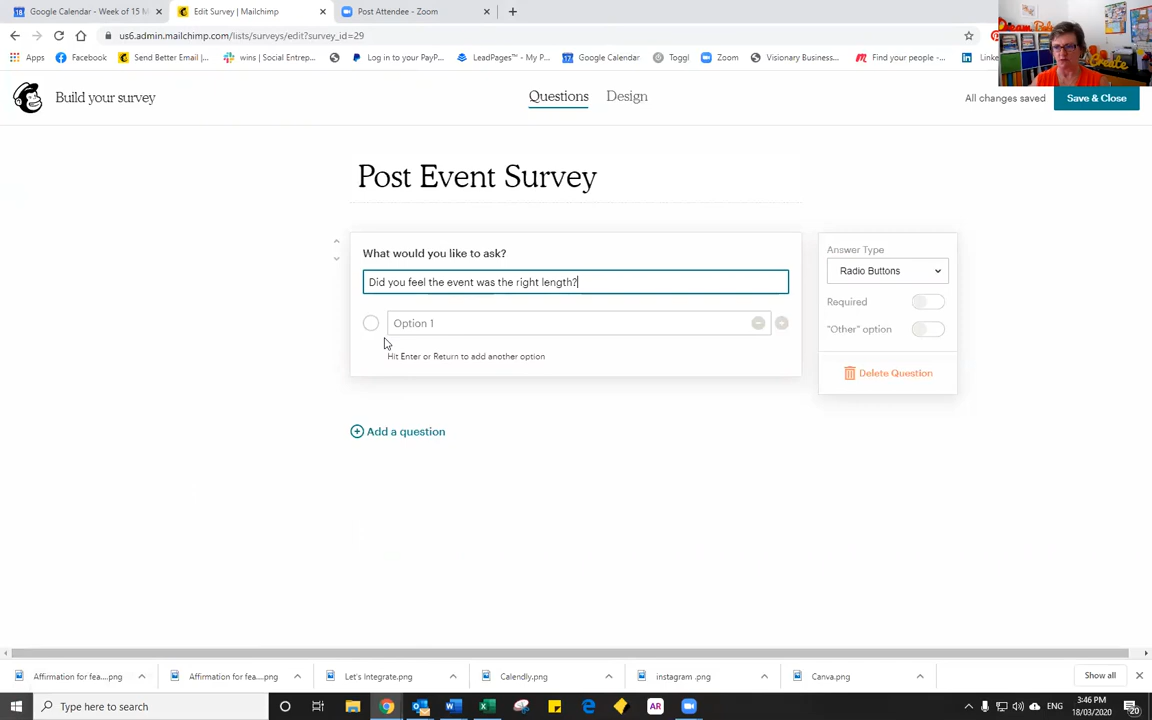 Google Calendar - Week of 15 M
Edit Survey | Mailchimp
Post Attendee - Zoom
us6.admin.mailchimp.com/lists/surveys/edit?survey_id=29
Apps
Facebook
Send Better Email |...
wins | Social Entrep...
Log in to your PayP...
LeadPages™ - My P...
Google Calendar
Toggl
Zoom
Visionary Business...
Find your people -...
Linke
Build your survey
Questions
Design
All changes saved
Save & Close
Post Event Survey
What would you like to ask?
Did you feel the event was the right length?
Option 1
Hit Enter or Return to add another option
Answer Type
Radio Buttons
Required
"Other" option
Delete Question
Add a question
Affirmation for fea....png
Affirmation for fea....png
Let's Integrate.png
Calendly.png
instagram .png
Canva.png
Show all
Type here to search
AR
ENG
3:46 PM
18/03/2020
20